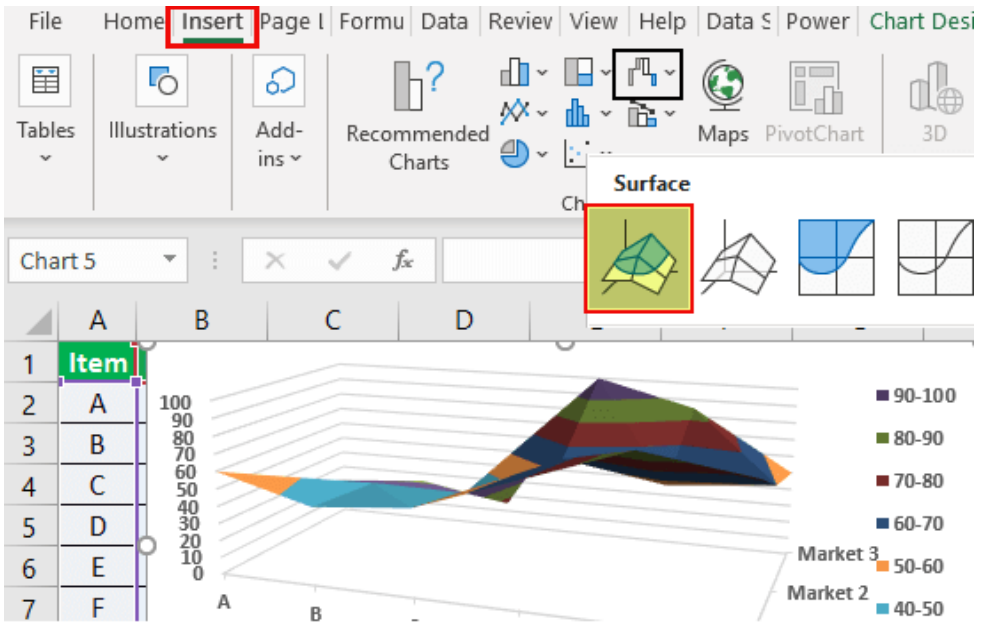 File Home Insert Page L Formu Data Review View Help Data S Power Chart Desi
Tables Illustrations Add-ins Recommended Charts Maps PivotChart 3D
Ch
Surface
Chart 5 fx
A B C D
1 Item
2 A
3 B
4 C
5 D
6 E
7 F
100
90
80
70
60
50
40
30
20
10
0
A
B
Market 3
Market 2
90-100
80-90
70-80
60-70
50-60
40-50